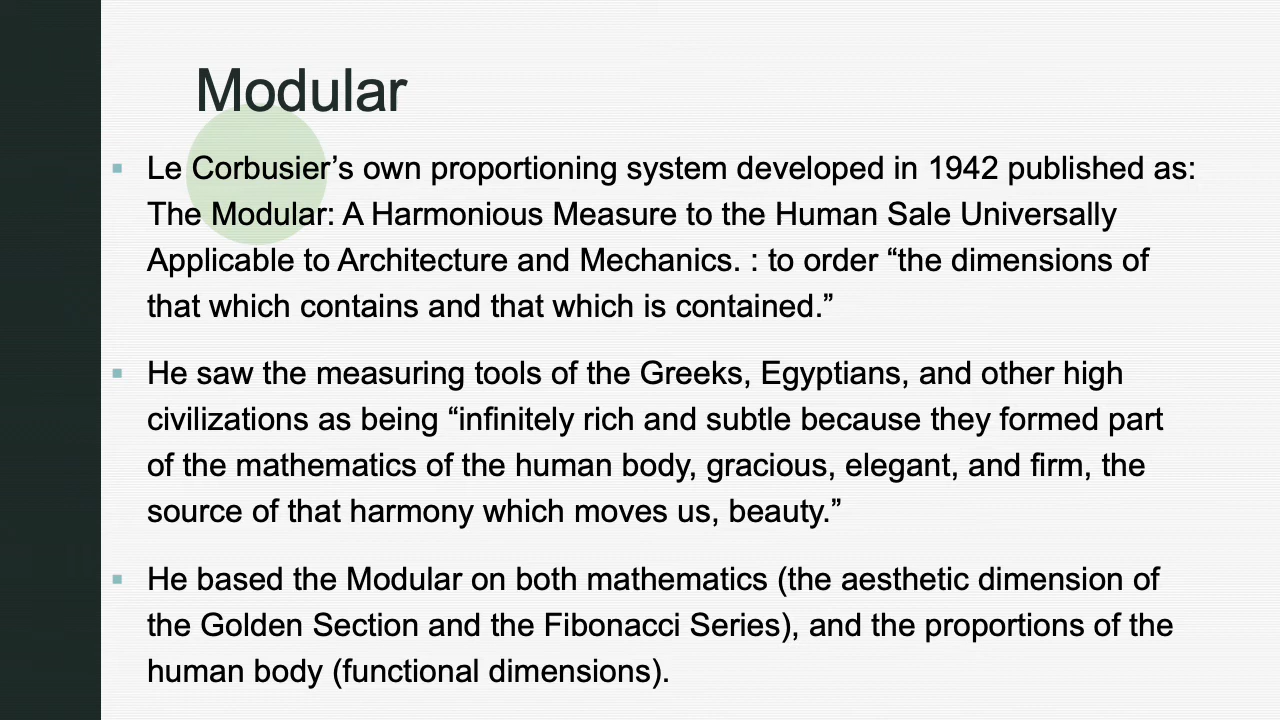 Modular
▪ Le Corbusier’s own proportioning system developed in 1942 published as:
The Modular: A Harmonious Measure to the Human Sale Universally
Applicable to Architecture and Mechanics. : to order “the dimensions of
that which contains and that which is contained.”
▪ He saw the measuring tools of the Greeks, Egyptians, and other high
civilizations as being “infinitely rich and subtle because they formed part
of the mathematics of the human body, gracious, elegant, and firm, the
source of that harmony which moves us, beauty.”
▪ He based the Modular on both mathematics (the aesthetic dimension of
the Golden Section and the Fibonacci Series), and the proportions of the
human body (functional dimensions).